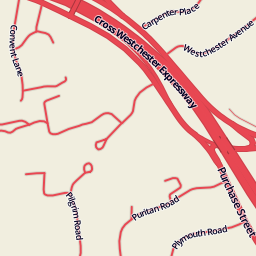 Carpenter Place
Cross Westchester Expressway
Westchester Avenue
Convent Lane
Purchase Street
Pilgrim Road
Puritan Road
Plymouth Road